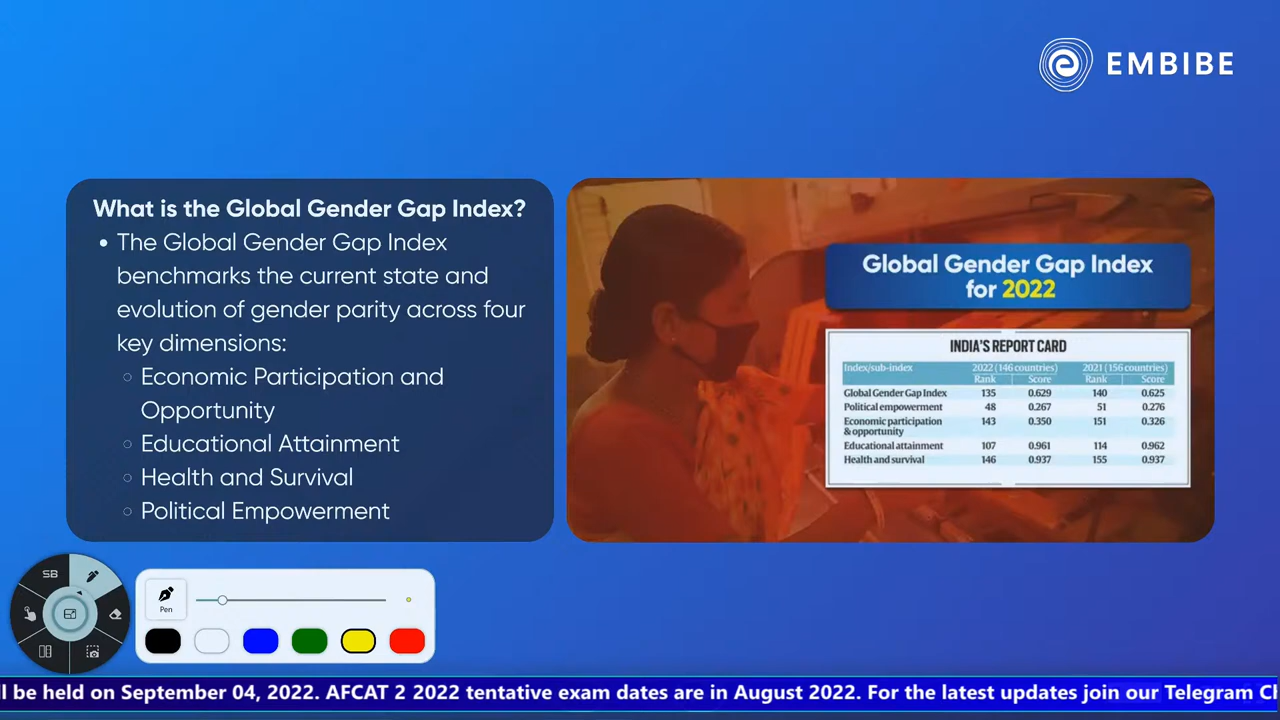 EMBIBE
What is the Global Gender Gap Index?
• The Global Gender Gap Index
benchmarks the current state and
evolution of gender parity across four
key dimensions:
○ Economic Participation and
Opportunity
○ Educational Attainment
○ Health and Survival
○ Political Empowerment
Global Gender Gap Index
for 2022
INDIA'S REPORT CARD
Index/sub-index 2022 (146 countries) 2021 (156 countries)
Rank Score Rank Score
Global Gender Gap Index 135 0.629 140 0.625
Political empowerment 48 0.267 51 0.276
Economic participation 143 0.350 151 0.326
& opportunity
Educational attainment 107 0.961 114 0.962
Health and survival 146 0.937 155 0.937
SB
Pen
ll be held on September 04, 2022. AFCAT 2 2022 tentative exam dates are in August 2022. For the latest updates join our Telegram Ch